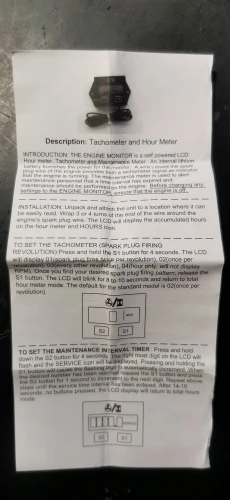 Description: Tachometer and Hour Meter
INTRODUCTION: THE ENGINE MONITOR is a self powered LCD
Hour meter, Tachometer and Maintenance Meter. An internal lithium
battery furnishes the power for the monitor. A wire around the spark
plug wire of the engine provides both a tachometer signal an indicator
that the engine is running. The maintenance meter is used to alert
maintenance personnel that a time interval has expired and
maintenance should be performed on the engine. Before changing any
settings to the ENGINE MONITOR, ensure that the engine is off.
INSTALLATION: Unpack and attach the unit to a location where it can
be easily read. Wrap 3 or 4 turns of the end of the wire around the
engine's spark plug wire. The LCD will display the accumulated hours
on the hour meter and HOURS icon.
TO SET THE TACHOMETER (SPARK PLUG FIRING
REVOLUTION):Press and hold the S1 button for 4 seconds. The LCD
will display 01(spark plug fires twice per revolution), 02(once per
revolution), 03(every other revolution), 04(hour only, will not display
RPM). Once you find your desired spark plug firing pattern, release the
S1 button. The LCD will blink for 8 to 10 seconds and return to total
hour meter mode. The default for the standard model is 02(once per
revolution).
S2 S1
TO SET THE MAINTENANCE INTERVAL TIMER: Press and hold
down the S2 button for 4 seconds. The right most digit on the LCD will
flash and the SERVICE icon will be displayed. Pressing and holding the
S1 button will cause the flashing digit to automatically increment. When
the desired number has been reached release the S1 button and press
the S2 button for 1 second to increment to the next digit. Repeat above
steps until the service time interval has been entered. After 14-16
seconds, no buttons pressed, the LCD display will return to total hours
mode.
S2 S1